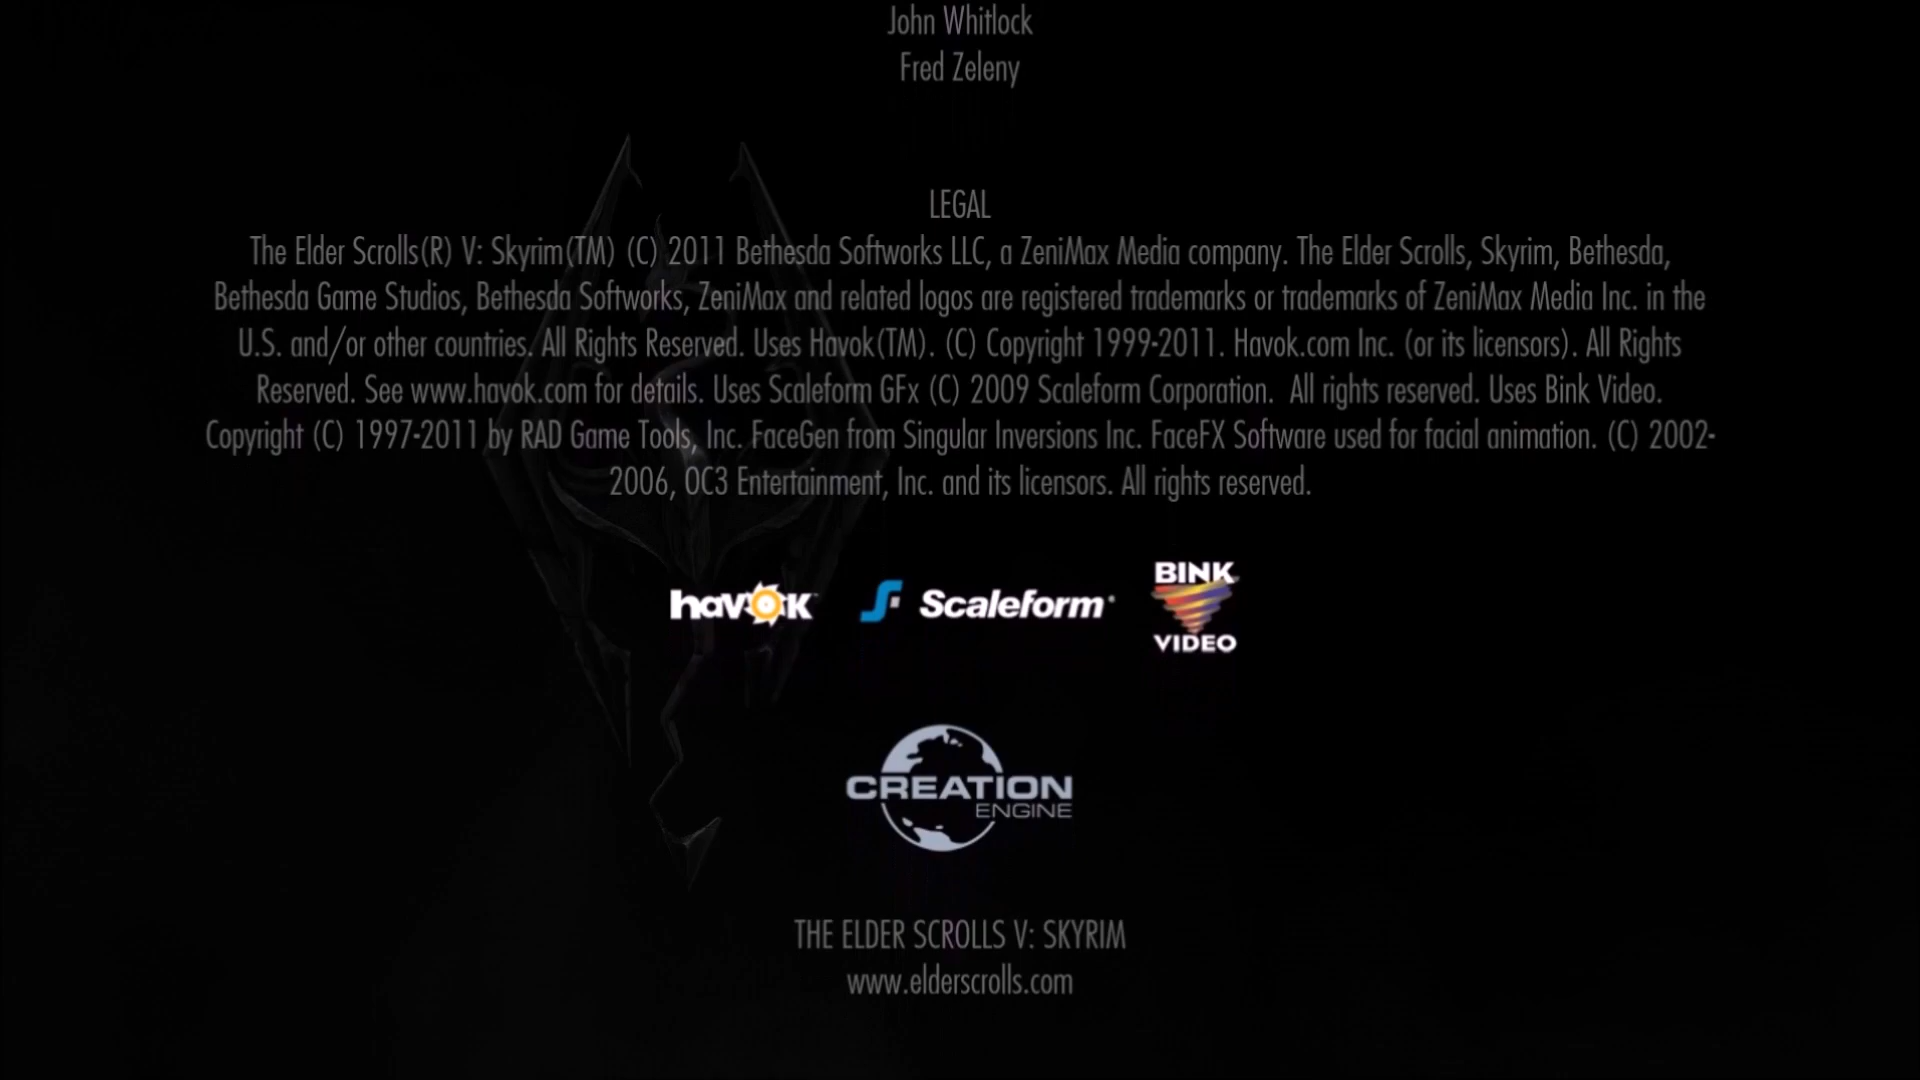 John Whitlock
Fred Zeleny
LEGAL
The Elder Scrolls(R) V: Skyrim(TM) (C) 2011 Bethesda Softworks LLC, a ZeniMax Media company. The Elder Scrolls, Skyrim, Bethesda,
Bethesda Game Studios, Bethesda Softworks, ZeniMax and related logos are registered trademarks or trademarks of ZeniMax Media Inc. in the
U.S. and/or other countries. All Rights Reserved. Uses Havok(TM). (C) Copyright 1999-2011. Havok.com Inc. (or its licensors). All Rights
Reserved. See www.havok.com for details. Uses Scaleform GFx (C) 2009 Scaleform Corporation.  All rights reserved. Uses Bink Video.
Copyright (C) 1997-2011 by RAD Game Tools, Inc. FaceGen from Singular Inversions Inc. FaceFX Software used for facial animation. (C) 2002-
2006, OC3 Entertainment, Inc. and its licensors. All rights reserved.
havok Scaleform BINK
VIDEO
CREATION
ENGINE
THE ELDER SCROLLS V: SKYRIM
www.elderscrolls.com